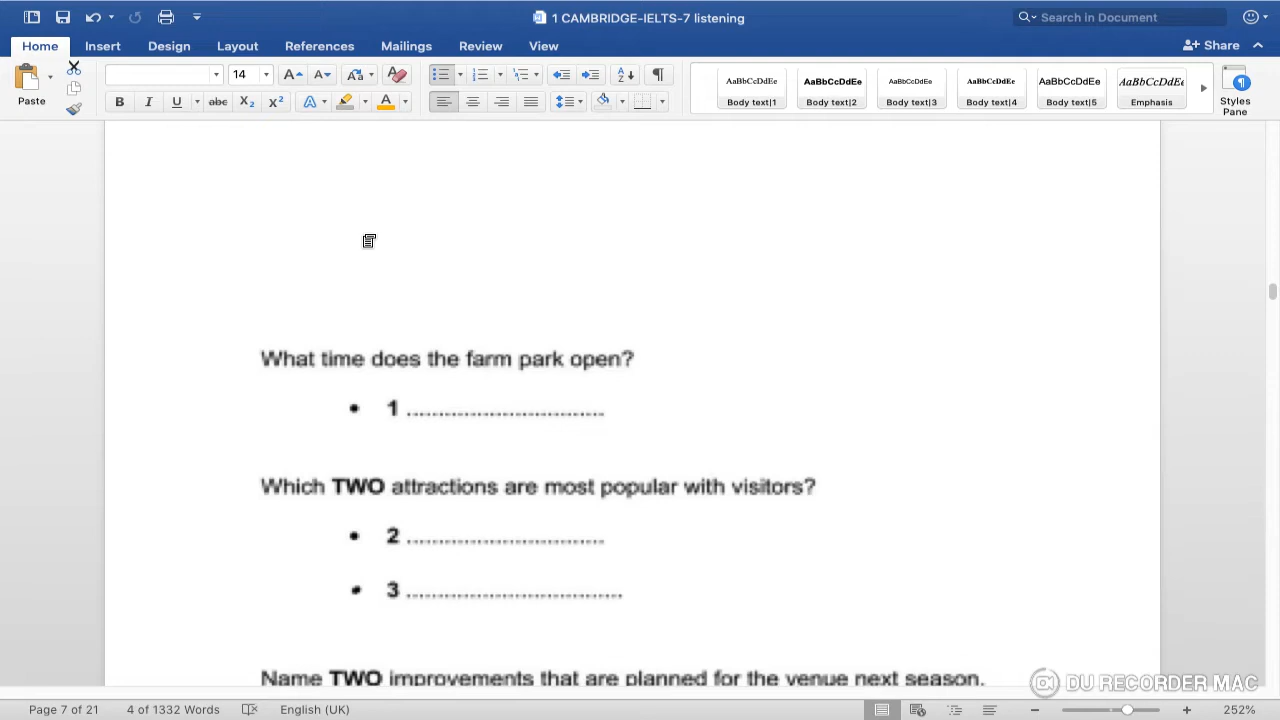 1 CAMBRIDGE-IELTS-7 listening
Search in Document
Home Insert Design Layout References Mailings Review View
Share
Paste
14
B I U abc X2 X2 A A
AaBbCcDdEe AaBbCcDdEe AaBbCcDdEe AaBbCcDdEe AaBbCcDdEe AaBbCcDdEe
Body text|1 Body text|2 Body text|3 Body text|4 Body text|5 Emphasis
Styles
Pane
What time does the farm park open?
• 1 ...............................
Which TWO attractions are most popular with visitors?
• 2 ...............................
• 3 ..................................
Name TWO improvements that are planned for the venue next season.
DU RECORDER MAC
Page 7 of 21 4 of 1332 Words English (UK) 252%